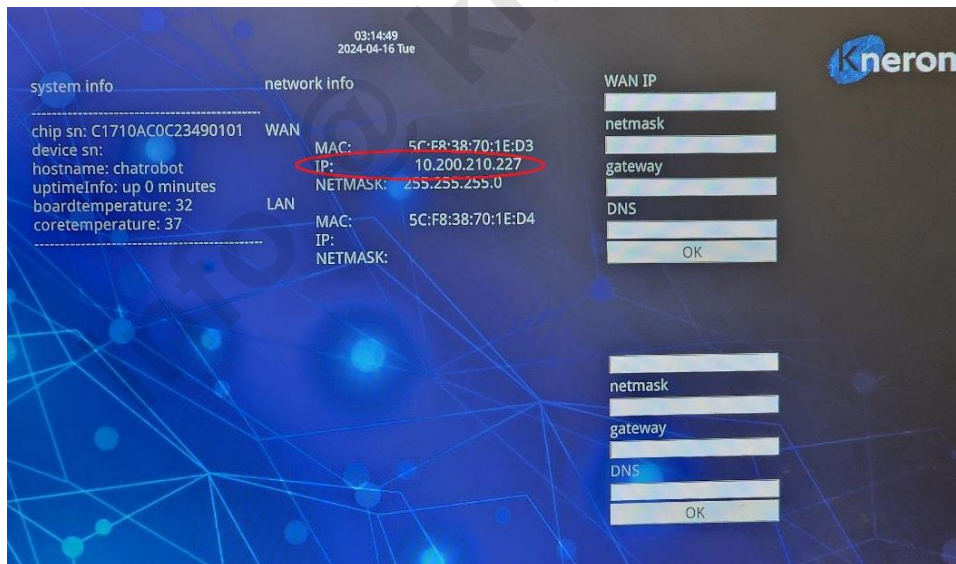 03:14:49
2024-04-16 Tue
Kneron
system info
--------------------------------------------
chip sn: C1710AC0C23490101
device sn:
hostname: chatrobot
uptimeInfo: up 0 minutes
boardtemperature: 32
coretemperature: 37
--------------------------------------------
network info
WAN
MAC: 5C:F8:38:70:1E:D3
IP: 10.200.210.227
NETMASK: 255.255.255.0
LAN
MAC: 5C:F8:38:70:1E:D4
IP:
NETMASK:
WAN IP
netmask
gateway
DNS
OK
netmask
gateway
DNS
OK